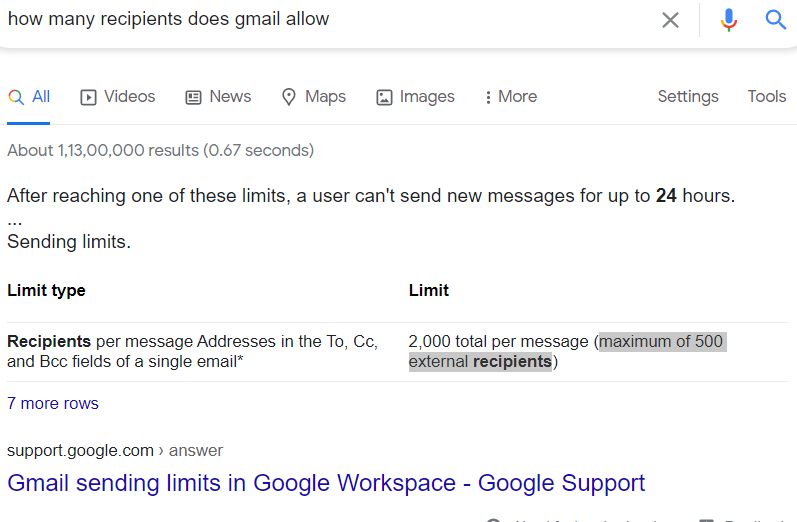 how many recipients does gmail allow
All Videos News Maps Images More Settings Tools
About 1,13,00,000 results (0.67 seconds)
After reaching one of these limits, a user can't send new messages for up to 24 hours.
...
Sending limits.
Limit type Limit
Recipients per message Addresses in the To, Cc, 2,000 total per message (maximum of 500
and Bcc fields of a single email* external recipients)
7 more rows
support.google.com › answer
Gmail sending limits in Google Workspace - Google Support